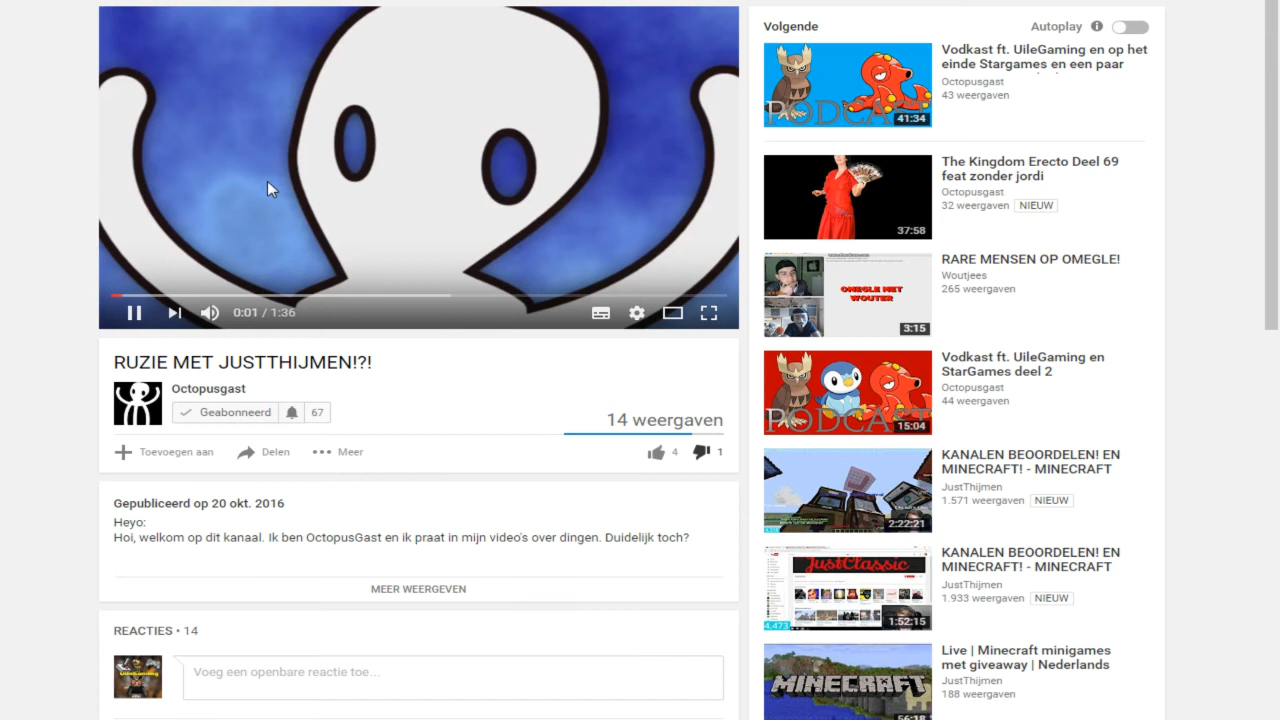 0:01 / 1:36
RUZIE MET JUSTTHIJMEN!?!
Octopusgast
Geabonneerd 67
14 weergaven
Toevoegen aan Delen Meer 4 1
Gepubliceerd op 20 okt. 2016
Heyo:
Hoi, welkom op dit kanaal. Ik ben OctopusGast en ik praat in mijn video's over dingen. Duidelijk toch?
MEER WEERGEVEN
REACTIES • 14
Voeg een openbare reactie toe...
Volgende Autoplay
PODCAST
41:34
Vodkast ft. UileGaming en op het
einde Stargames en een paar
Octopusgast
43 weergaven
37:58
The Kingdom Erecto Deel 69
feat zonder jordi
Octopusgast
32 weergaven NIEUW
OMEGLE MET
WOUTER
3:15
RARE MENSEN OP OMEGLE!
Woutjees
265 weergaven
PODCAST
15:04
Vodkast ft. UileGaming en
StarGames deel 2
Octopusgast
44 weergaven
2:22:21
KANALEN BEOORDELEN! EN
MINECRAFT! - MINECRAFT
JustThijmen
1.571 weergaven NIEUW
JustClassic
4,473
1:52:15
KANALEN BEOORDELEN! EN
MINECRAFT! - MINECRAFT
JustThijmen
1.933 weergaven NIEUW
MINECRAFT
56:18
Live | Minecraft minigames
met giveaway | Nederlands
JustThijmen
188 weergaven